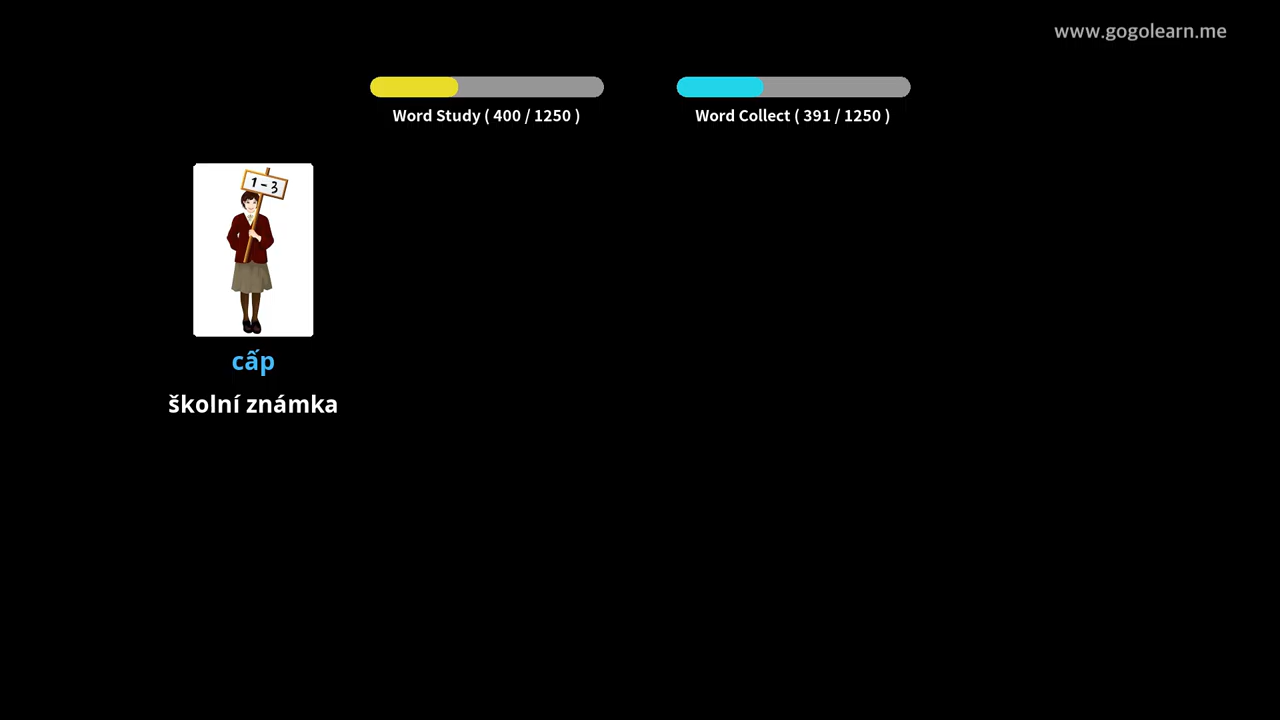 www.gogolearn.me
Word Study ( 400 / 1250 )
Word Collect ( 391 / 1250 )
1 - 3
cấp
školní známka